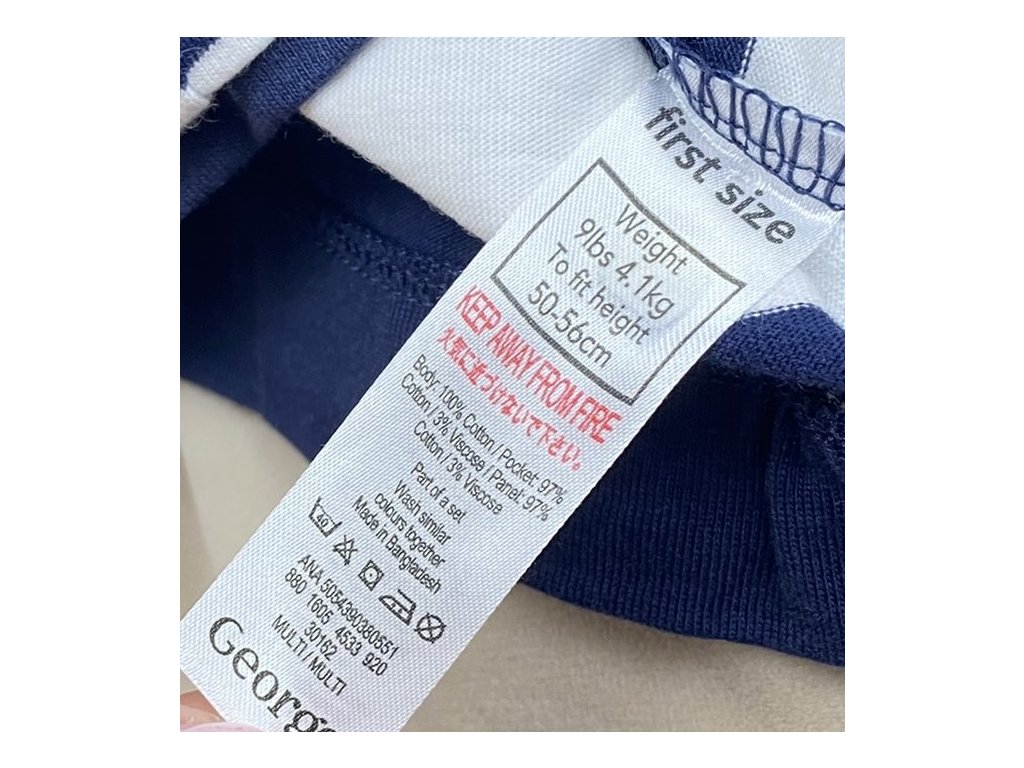 first size
Weight
9lbs 4.1kg
To fit height
50-56cm
KEEP AWAY FROM FIRE
火気に近づけないで下さい。
Body: 100% Cotton / Pocket: 97%
Cotton / 3% Viscose / Panel: 97%
Cotton / 3% Viscose
Part of a set
Wash similar
colours together
Made in Bangladesh
40
ANA 5054390380551
880 1605 4533 920
30162
MULTI / MULTI
George